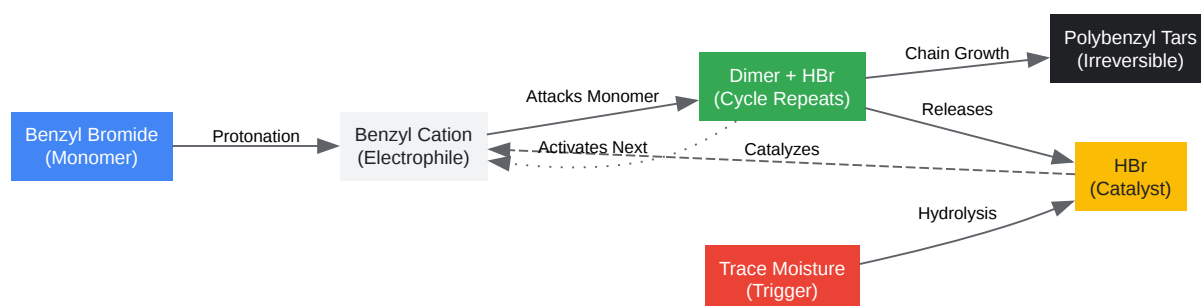 Polybenzyl Tars
(Irreversible)
Chain Growth
Dimer + HBr
(Cycle Repeats)
Attacks Monomer
Releases
Benzyl Bromide
(Monomer)
Protonation
Benzyl Cation
(Electrophile)
Activates Next
Catalyzes
HBr
(Catalyst)
Hydrolysis
Trace Moisture
(Trigger)